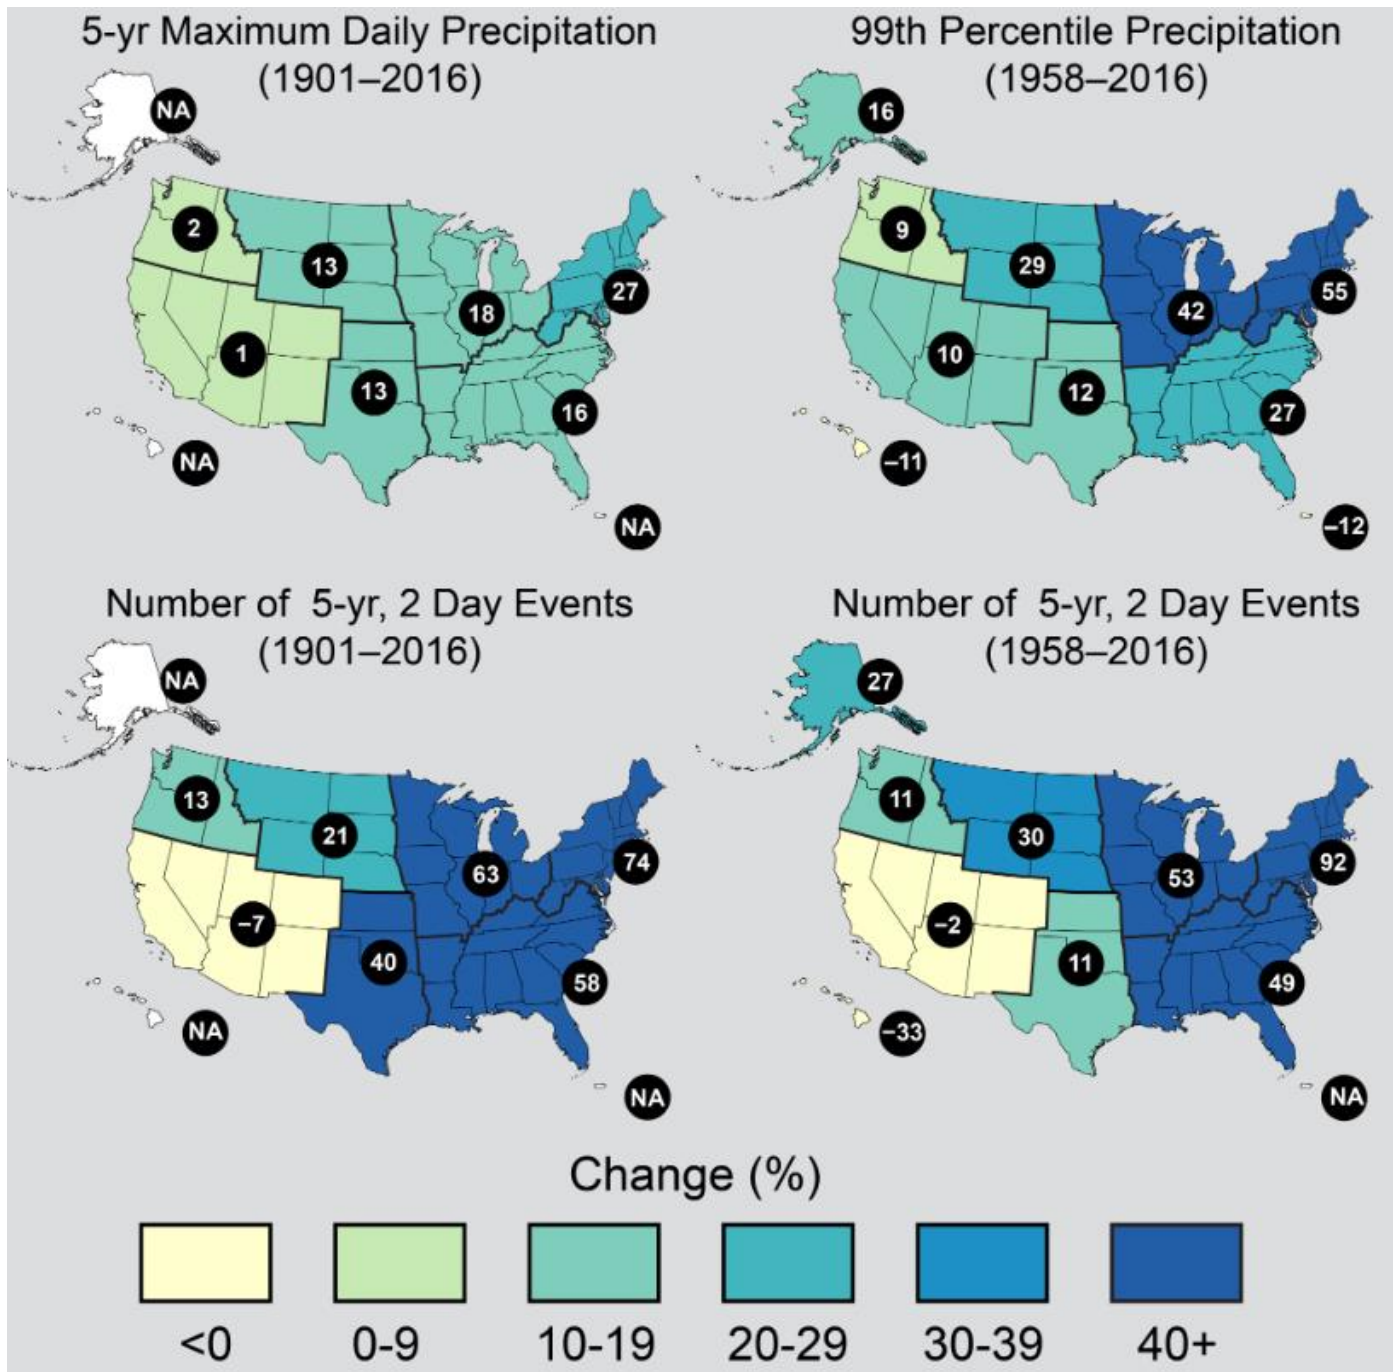 5-yr Maximum Daily Precipitation
(1901–2016)
NA
2
13
27
18
1
13
16
NA
NA
99th Percentile Precipitation
(1958–2016)
16
9
29
55
42
10
12
27
–11
–12
Number of 5-yr, 2 Day Events
(1901–2016)
NA
13
21
74
63
–7
40
58
NA
NA
Number of 5-yr, 2 Day Events
(1958–2016)
27
11
30
92
53
–2
11
49
–33
NA
Change (%)
<0 0-9 10-19 20-29 30-39 40+